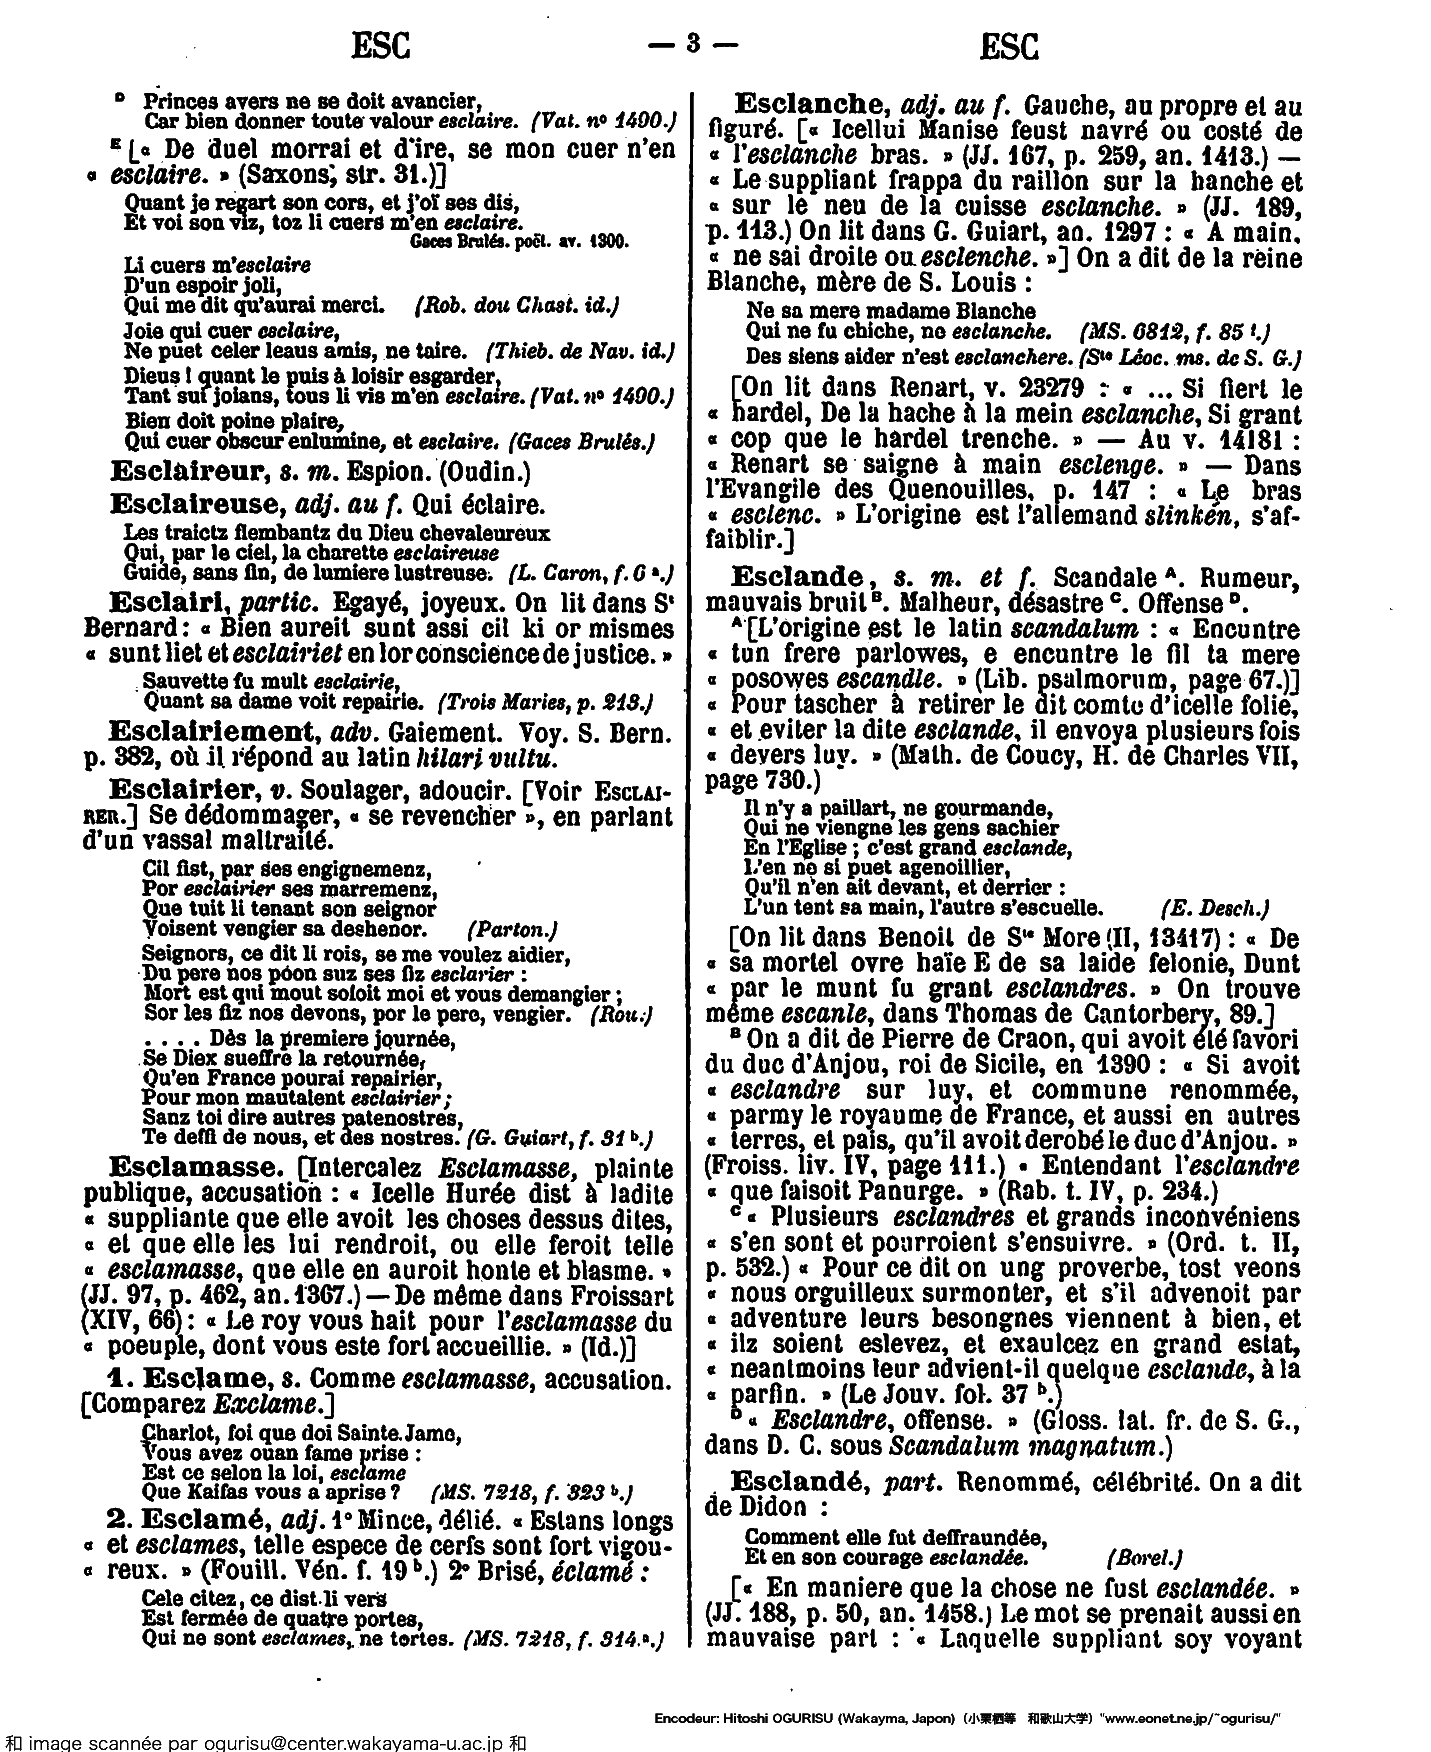 ESC
— 3 —
ESC
D Princes avers ne se doit avancier,
Car bien donner toute valour esclaire. (Vat. nº 1490.)
E [« De duel morrai et d'ire, se mon cuer n'en
« esclaire. » (Saxons, str. 31.)]
Quant je regart son cors, et j'oï ses dis,
Et voi son viz, toz li cuers m'en esclaire.
Gaces Brulés. poët. av. 1300.
Li cuers m'esclaire
D'un espoir joli,
Qui me dit qu'aurai merci. (Rob. dou Chast. id.)
Joie qui cuer esclaire,
Ne puet celer leaus amis, ne taire. (Thieb. de Nav. id.)
Dieus ! quant le puis à loisir esgarder,
Tant sui joians, tous li vis m'en esclaire. (Vat. nº 1490.)
Bien doit poine plaire,
Qui cuer obscur enlumine, et esclaire. (Gaces Brulés.)
Esclaireur, s. m. Espion. (Oudin.)
Esclaireuse, adj. au f. Qui éclaire.
Les traictz flembantz du Dieu chevaleureux
Qui, par le ciel, la charette esclaireuse
Guide, sans fin, de lumiere lustreuse. (L. Caron, f. 6 a.)
Esclairi, partic. Egayé, joyeux. On lit dans St
Bernard : « Bien aureit sunt assi cil ki or mismes
« sunt liet et esclairiet en lor conscience de justice. »
Sauvette fu mult esclairie,
Quant sa dame voit repairie. (Trois Maries, p. 213.)
Esclairiement, adv. Gaiement. Voy. S. Bern.
p. 382, où il répond au latin hilari vultu.
Esclairier, v. Soulager, adoucir. [Voir ESCLAI-
RER.] Se dédommager, « se revencher », en parlant
d'un vassal maltraité.
Cil fist, par ses engignemenz,
Por esclairier ses marremenz,
Que tuit li tenant son seignor
Voisent vengier sa deshenor. (Parton.)
Seignors, ce dit li rois, se me voulez aidier,
Du pere nos póon suz ses fiz esclarier :
Mort est qui mout soloit moi et vous demangier ;
Sor les fiz nos devons, por le pere, vengier. (Rou.)
. . . . Dès la premiere journée,
Se Diex sueffre la retournée,
Qu'en France pourai repairier,
Pour mon mautalent esclairier ;
Sanz toi dire autres patenostres,
Te deffi de nous, et des nostres. (G. Guiart, f. 31 b.)
Esclamasse. [Intercalez Esclamasse, plainte
publique, accusation : « Icelle Hurée dist à ladite
« suppliante que elle avoit les choses dessus dites,
« et que elle les lui rendroit, ou elle feroit telle
« esclamasse, que elle en auroit honte et blasme. »
(JJ. 97, p. 462, an. 1367.) — De même dans Froissart
(XIV, 66) : « Le roy vous hait pour l'esclamasse du
« poeuple, dont vous este fort accueillie. » (Id.)]
1. Esclame, s. Comme esclamasse, accusation.
[Comparez Exclame.]
Charlot, foi que doi Sainte Jame,
Vous avez ouan fame prise :
Est ce selon la loi, esclame
Que Kaifas vous a aprise ? (MS. 7218, f. 323 b.)
2. Esclamé, adj. 1º Mince, délié. « Estans longs
« et esclames, telle espece de cerfs sont fort vigou-
« reux. » (Fouill. Vén. f. 19 b.) 2º Brisé, éclamé :
Cele citez, ce dist li vers
Est fermée de quatre portes,
Qui ne sont esclames, ne tortes. (MS. 7218, f. 314 a.)
Esclanche, adj. au f. Gauche, au propre et au
figuré. [« Icellui Manise feust navré ou costé de
« l'esclanche bras. » (JJ. 167, p. 259, an. 1413.) —
« Le suppliant frappa du raillon sur la hanche et
« sur le neu de la cuisse esclanche. » (JJ. 189,
p. 113.) On lit dans G. Guiart, an. 1297 : « A main,
« ne sai droite ou esclenche. »] On a dit de la reine
Blanche, mère de S. Louis :
Ne sa mere madame Blanche
Qui ne fu chiche, ne esclanche. (MS. 6812, f. 85 t.)
Des siens aider n'est esclanchere. (Ste Léoc. ms. de S. G.)
[On lit dans Renart, v. 23279 : « ... Si fiert le
« hardel, De la hache à la mein esclanche, Si grant
« cop que le hardel trenche. » — Au v. 14181 :
« Renart se saigne à main esclenge. » — Dans
l'Evangile des Quenouilles, p. 147 : « Le bras
« esclenc. » L'origine est l'allemand slinken, s'af-
faiblir.]
Esclande, s. m. et f. Scandale A. Rumeur,
mauvais bruit B. Malheur, désastre C. Offense D.
A [L'origine est le latin scandalum : « Encuntre
« tun frere parlowes, e encuntre le fil ta mere
« posowes escandle. » (Lib. psalmorum, page 67.)]
« Pour tascher à retirer le dit comte d'icelle folie,
« et eviter la dite esclande, il envoya plusieurs fois
« devers luy. » (Math. de Coucy, H. de Charles VII,
page 730.)
Il n'y a paillart, ne gourmande,
Qui ne viengne les gens sachier
En l'Eglise ; c'est grand esclande,
L'en ne si puet agenoillier,
Qu'il n'en ait devant, et derrier :
L'un tent sa main, l'autre s'escuelle. (E. Desch.)
[On lit dans Benoit de Ste More (II, 13417) : « De
« sa mortel ovre haïe E de sa laide felonie, Dunt
« par le munt fu grant esclandres. » On trouve
même escanle, dans Thomas de Cantorbery, 89.]
B On a dit de Pierre de Craon, qui avoit été favori
du duc d'Anjou, roi de Sicile, en 1390 : « Si avoit
« esclandre sur luy, et commune renommée,
« parmy le royaume de France, et aussi en autres
« terres, et pais, qu'il avoit derobé le duc d'Anjou. »
(Froiss. liv. IV, page 111.) « Entendant l'esclandre
« que faisoit Panurge. » (Rab. t. IV, p. 234.)
C « Plusieurs esclandres et grands inconvéniens
« s'en sont et pourroient s'ensuivre. » (Ord. t. II,
p. 532.) « Pour ce dit on ung proverbe, tost veons
« nous orguilleux surmonter, et s'il advenoit par
« adventure leurs besongnes viennent à bien, et
« ilz soient eslevez, et exaulcez en grand estat,
« neantmoins leur advient-il quelque esclande, à la
« parfin. » (Le Jouv. fol. 37 b.)
D « Esclandre, offense. » (Gloss. lat. fr. de S. G.,
dans D. C. sous Scandalum magnatum.)
Esclandé, part. Renommé, célébrité. On a dit
de Didon :
Comment elle fut deffraundée,
Et en son courage esclandée. (Borel.)
[« En maniere que la chose ne fust esclandée. »
(JJ. 188, p. 50, an. 1458.) Le mot se prenait aussi en
mauvaise part : « Laquelle suppliant soy voyant
Encodeur: Hitoshi OGURISU (Wakayma, Japon) (小栗栖等 和歌山大学) "www.eonet.ne.jp/~ogurisu/"
和 image scannée par ogurisu@center.wakayama-u.ac.jp 和